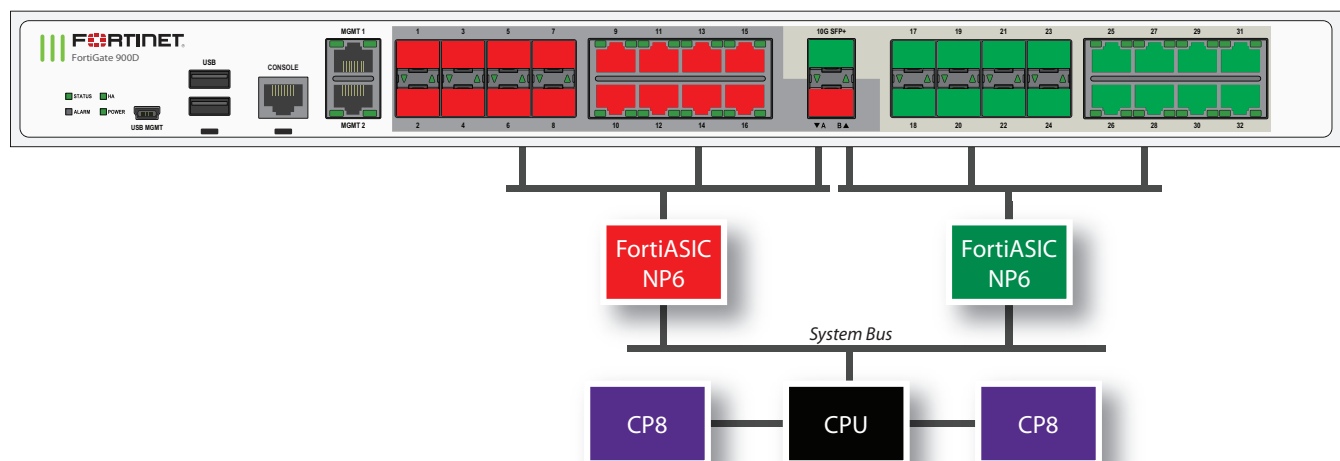 FORTINET
FortiGate 900D
STATUS HA
ALARM POWER
USB MGMT
USB
CONSOLE
MGMT 1
MGMT 2
1 3 5 7
2 4 6 8
9 11 13 15
10 12 14 16
10G SFP+
▼A B▲
17 19 21 23
18 20 22 24
25 27 29 31
26 28 30 32
FortiASIC
NP6
FortiASIC
NP6
System Bus
CP8
CPU
CP8